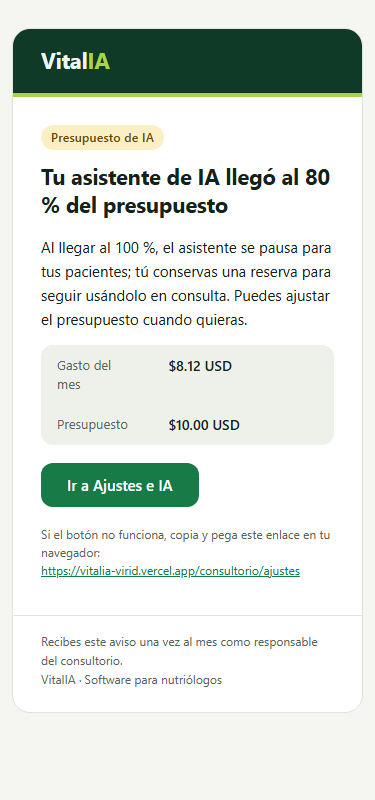 VitalIA
Presupuesto de IA
Tu asistente de IA llegó al 80
% del presupuesto
Al llegar al 100 %, el asistente se pausa para
tus pacientes; tú conservas una reserva para
seguir usándolo en consulta. Puedes ajustar
el presupuesto cuando quieras.
Gasto del mes $8.12 USD
Presupuesto $10.00 USD
Ir a Ajustes e IA
Si el botón no funciona, copia y pega este enlace en tu
navegador:
https://vitalia-virid.vercel.app/consultorio/ajustes
Recibes este aviso una vez al mes como responsable
del consultorio.
VitalIA · Software para nutriólogos